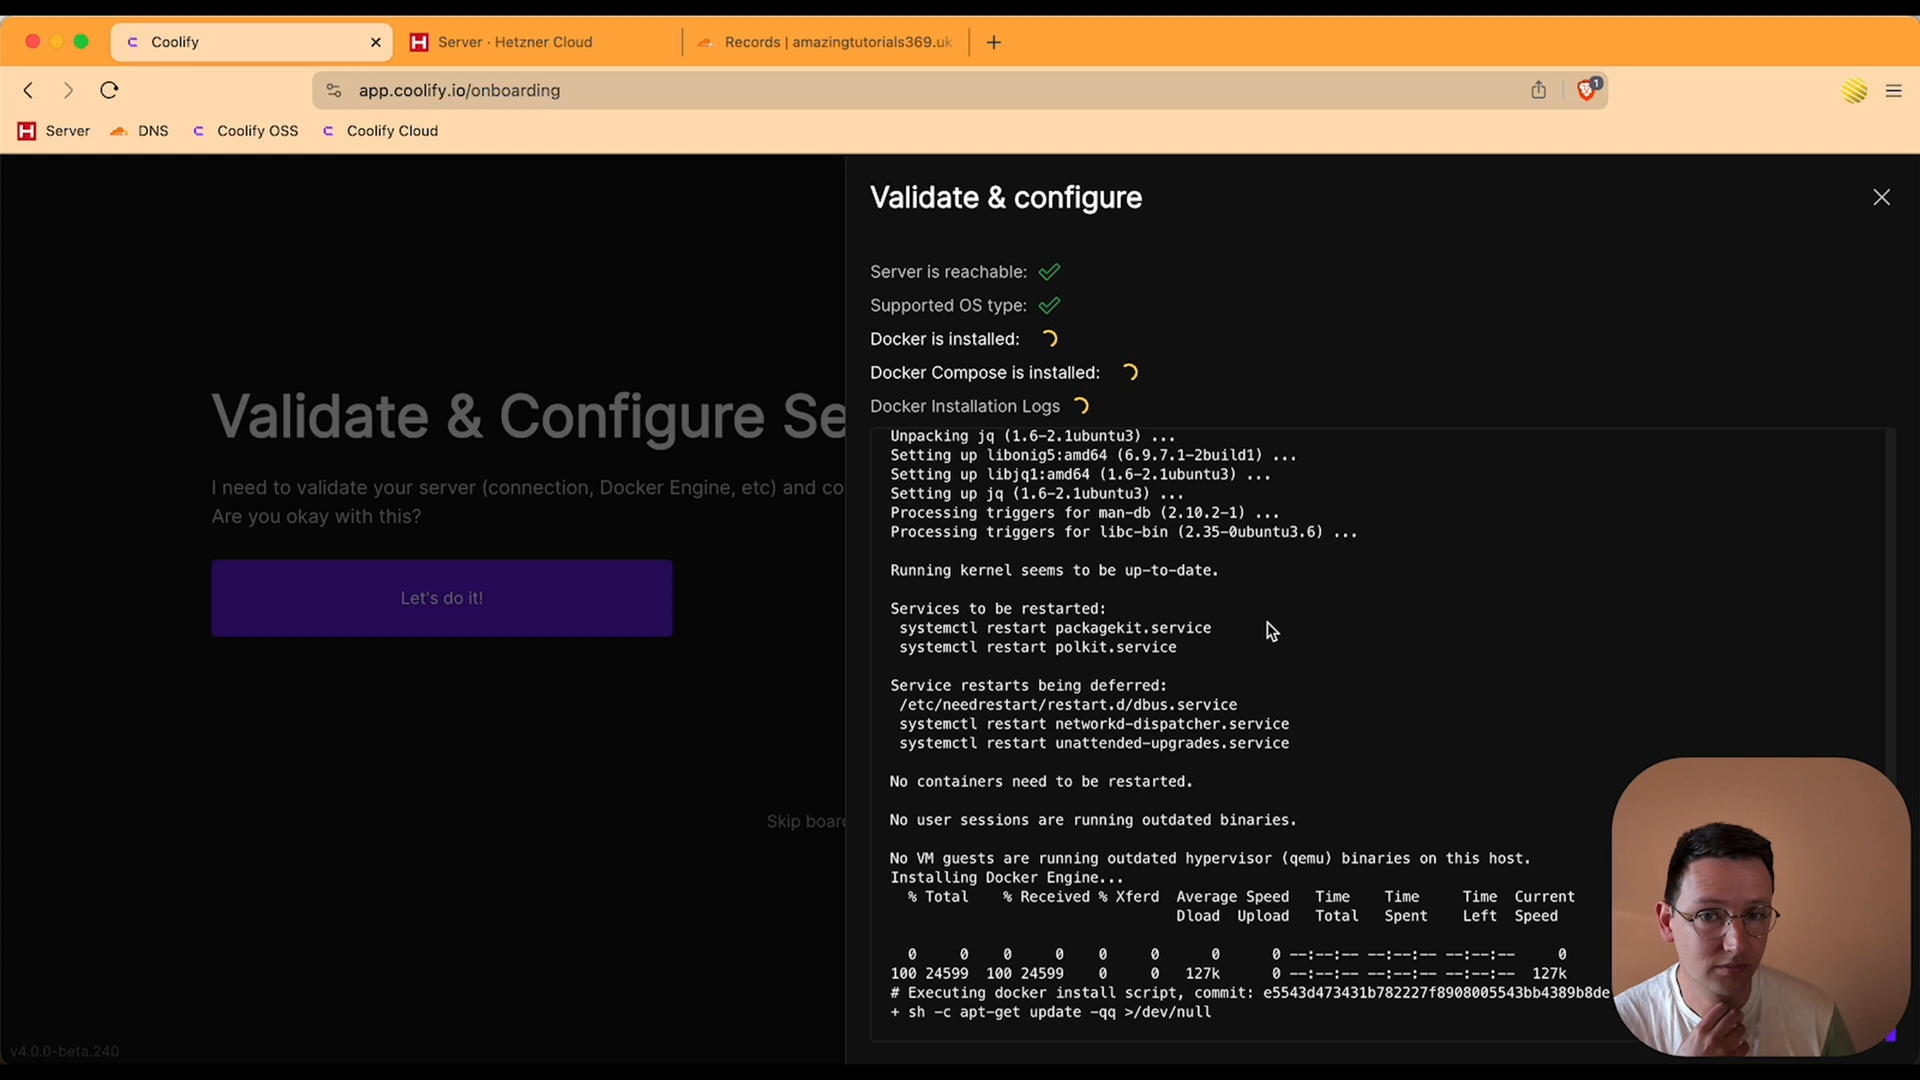 Coolify
Server · Hetzner Cloud
Records | amazingtutorials369.uk
app.coolify.io/onboarding
1
Server
DNS
Coolify OSS
Coolify Cloud
Validate & configure
Server is reachable:
Supported OS type:
Docker is installed:
Docker Compose is installed:
Docker Installation Logs
Validate & Configure Se
I need to validate your server (connection, Docker Engine, etc) and co
Are you okay with this?
Let's do it!
Skip board
v4.0.0-beta.240
Unpacking jq (1.6-2.1ubuntu3) ...
Setting up libonig5:amd64 (6.9.7.1-2build1) ...
Setting up libjq1:amd64 (1.6-2.1ubuntu3) ...
Setting up jq (1.6-2.1ubuntu3) ...
Processing triggers for man-db (2.10.2-1) ...
Processing triggers for libc-bin (2.35-0ubuntu3.6) ...
Running kernel seems to be up-to-date.
Services to be restarted:
systemctl restart packagekit.service
systemctl restart polkit.service
Service restarts being deferred:
/etc/needrestart/restart.d/dbus.service
systemctl restart networkd-dispatcher.service
systemctl restart unattended-upgrades.service
No containers need to be restarted.
No user sessions are running outdated binaries.
No VM guests are running outdated hypervisor (qemu) binaries on this host.
Installing Docker Engine...
% Total % Received % Xferd Average Speed Time Time Time Current
Dload Upload Total Spent Left Speed
0 0 0 0 0 0 0 0 --:--:-- --:--:-- --:--:-- 0
100 24599 100 24599 0 0 127k 0 --:--:-- --:--:-- --:--:-- 127k
# Executing docker install script, commit: e5543d473431b782227f8908005543bb4389b8de
+ sh -c apt-get update -qq >/dev/null